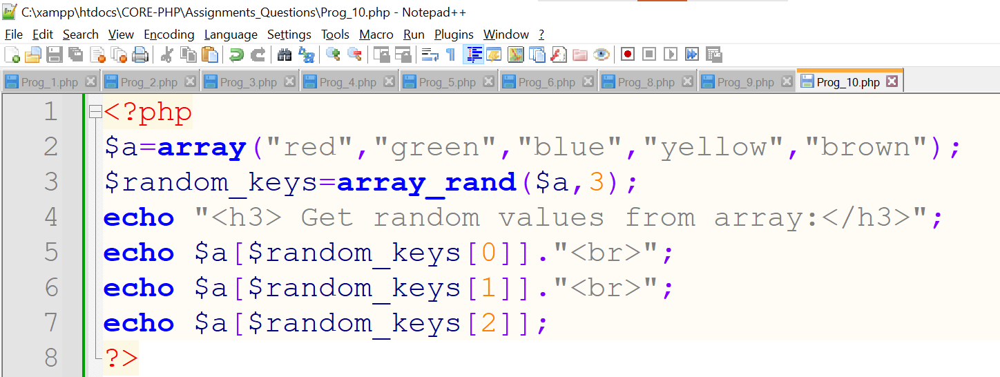 C:\xampp\htdocs\CORE-PHP\Assignments_Questions\Prog_10.php - Notepad++
File Edit Search View Encoding Language Settings Tools Macro Run Plugins Window ?
Prog_1.php Prog_2.php Prog_3.php Prog_4.php Prog_5.php Prog_6.php Prog_8.php Prog_9.php Prog_10.php
1 <?php
2 $a=array("red","green","blue","yellow","brown");
3 $random_keys=array_rand($a,3);
4 echo "<h3> Get random values from array:</h3>";
5 echo $a[$random_keys[0]]."<br>";
6 echo $a[$random_keys[1]]."<br>";
7 echo $a[$random_keys[2]];
8 ?>